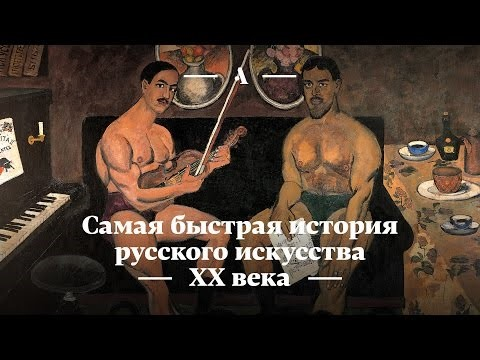 А
Самая быстрая история
русского искусства
XX века